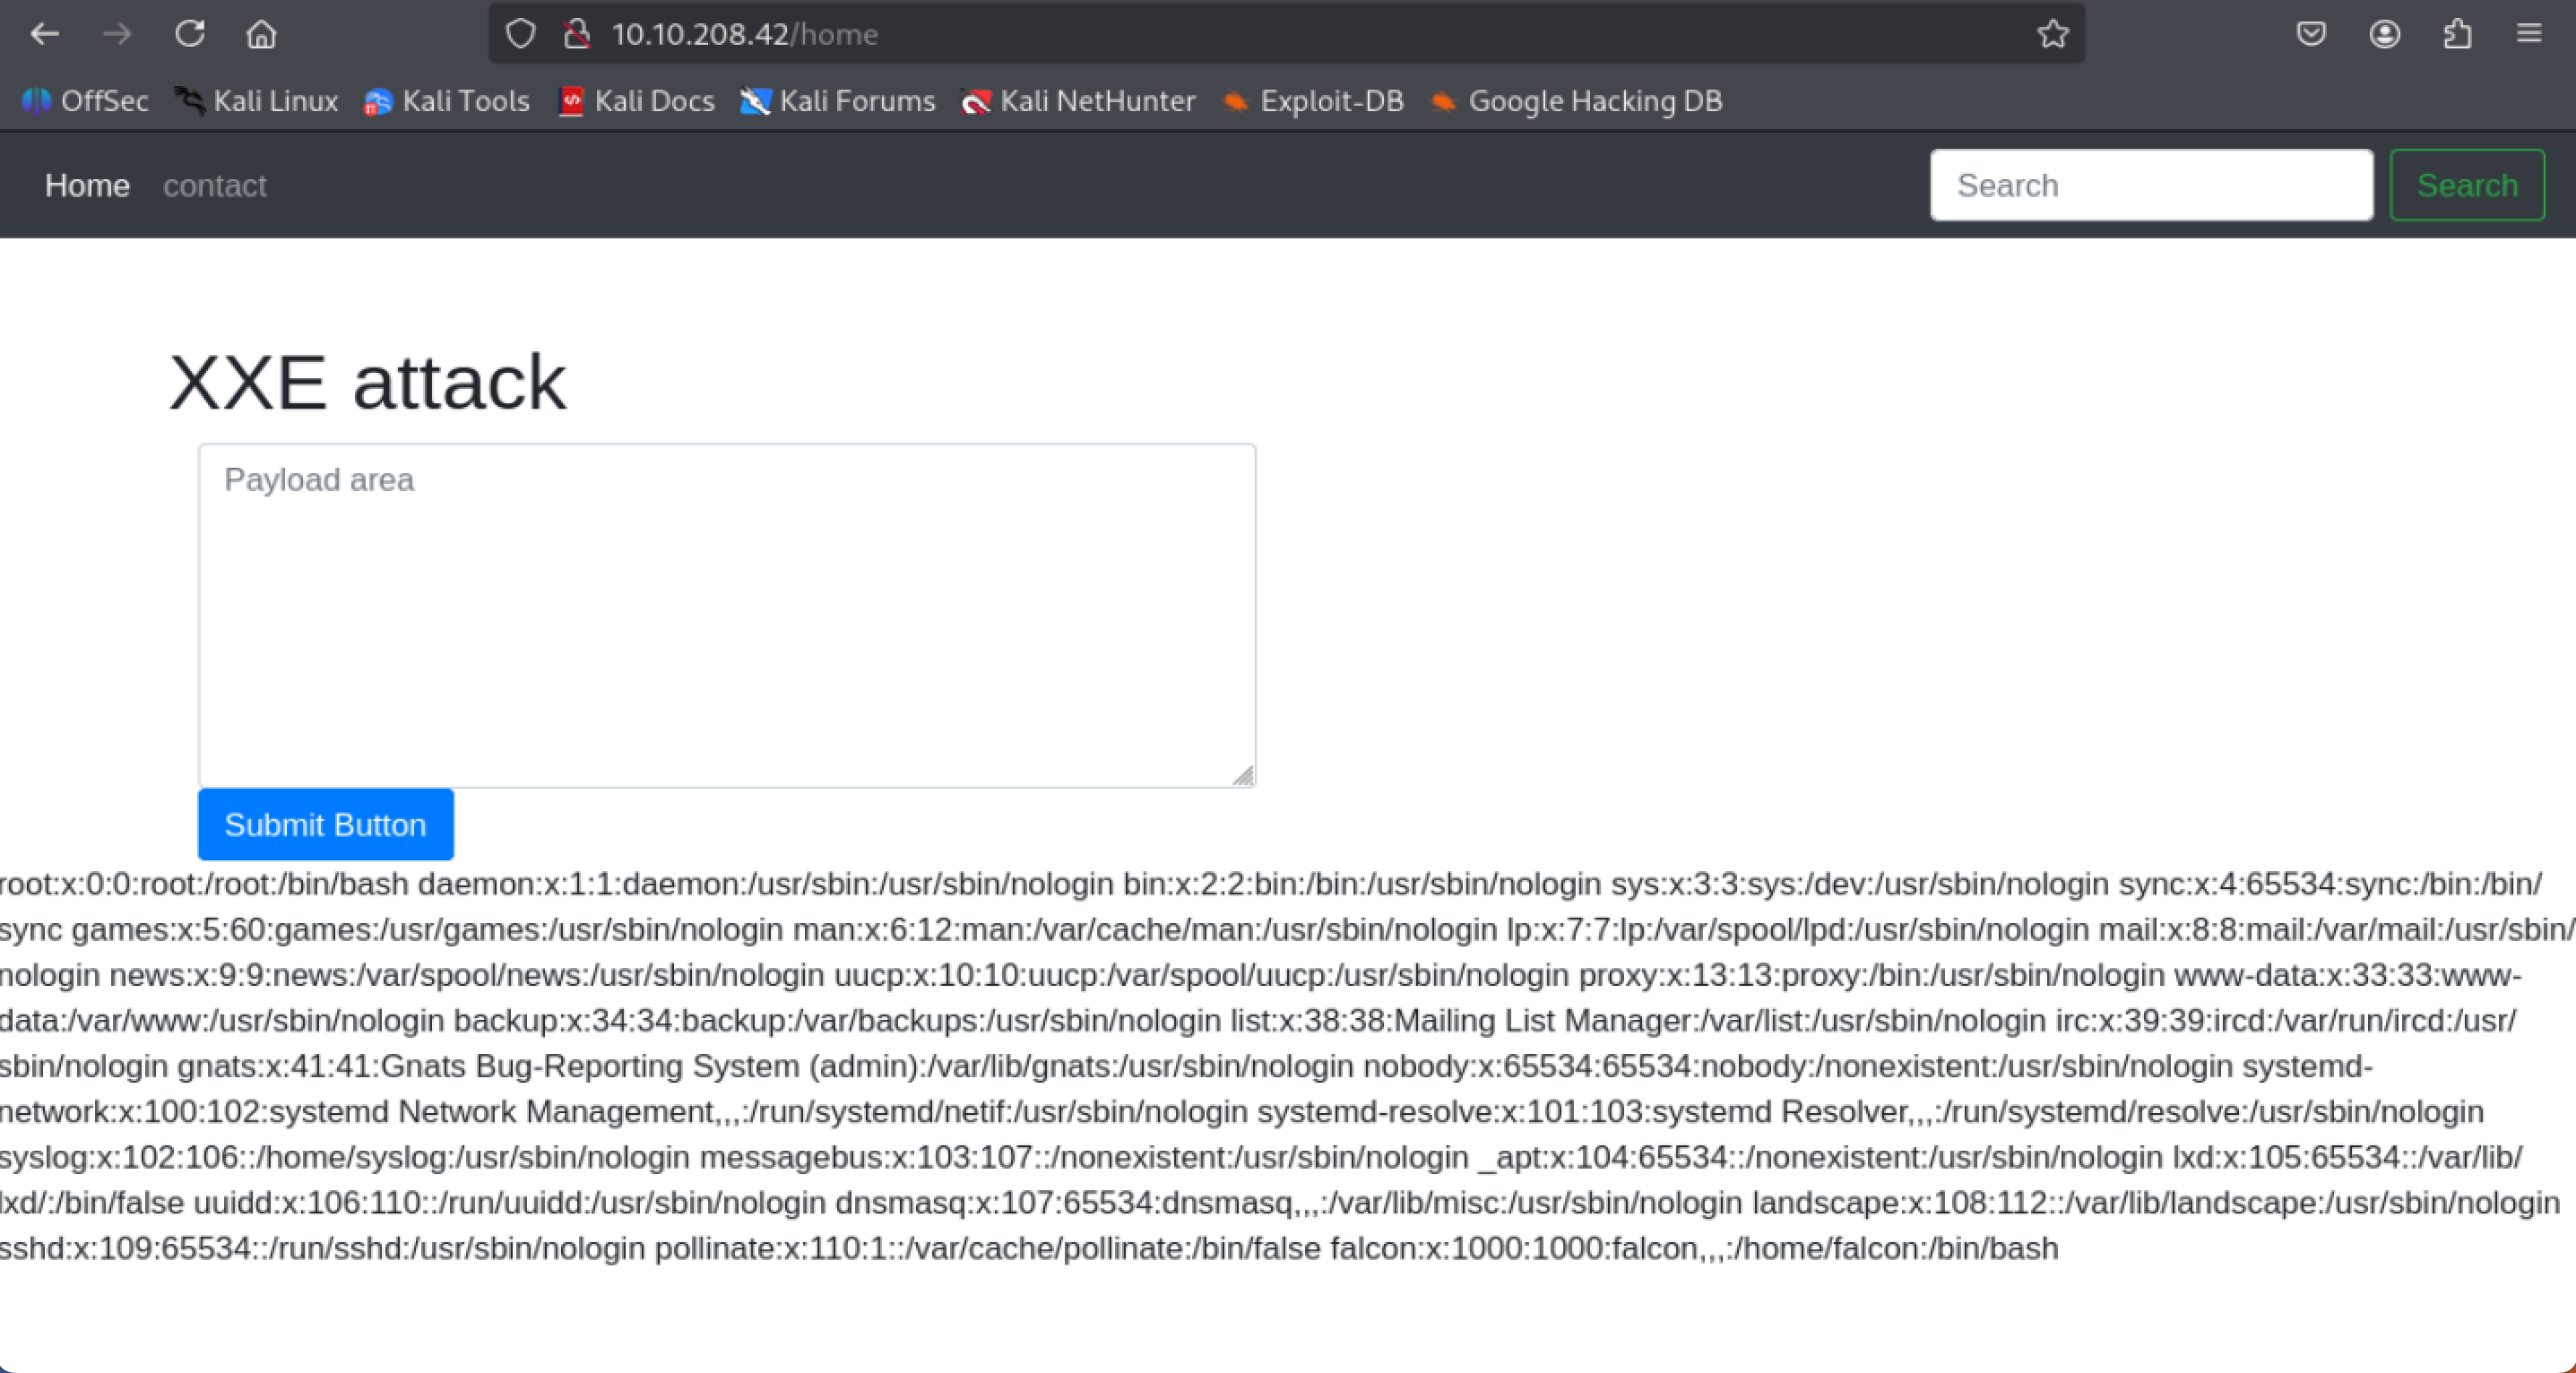 10.10.208.42/home
OffSec Kali Linux Kali Tools Kali Docs Kali Forums Kali NetHunter Exploit-DB Google Hacking DB
Home contact Search Search
XXE attack
Payload area
Submit Button
root:x:0:0:root:/root:/bin/bash daemon:x:1:1:daemon:/usr/sbin:/usr/sbin/nologin bin:x:2:2:bin:/bin:/usr/sbin/nologin sys:x:3:3:sys:/dev:/usr/sbin/nologin sync:x:4:65534:sync:/bin:/bin/
sync games:x:5:60:games:/usr/games:/usr/sbin/nologin man:x:6:12:man:/var/cache/man:/usr/sbin/nologin lp:x:7:7:lp:/var/spool/lpd:/usr/sbin/nologin mail:x:8:8:mail:/var/mail:/usr/sbin/
nologin news:x:9:9:news:/var/spool/news:/usr/sbin/nologin uucp:x:10:10:uucp:/var/spool/uucp:/usr/sbin/nologin proxy:x:13:13:proxy:/bin:/usr/sbin/nologin www-data:x:33:33:www-
data:/var/www:/usr/sbin/nologin backup:x:34:34:backup:/var/backups:/usr/sbin/nologin list:x:38:38:Mailing List Manager:/var/list:/usr/sbin/nologin irc:x:39:39:ircd:/var/run/ircd:/usr/
sbin/nologin gnats:x:41:41:Gnats Bug-Reporting System (admin):/var/lib/gnats:/usr/sbin/nologin nobody:x:65534:65534:nobody:/nonexistent:/usr/sbin/nologin systemd-
network:x:100:102:systemd Network Management,,,:/run/systemd/netif:/usr/sbin/nologin systemd-resolve:x:101:103:systemd Resolver,,,:/run/systemd/resolve:/usr/sbin/nologin
syslog:x:102:106::/home/syslog:/usr/sbin/nologin messagebus:x:103:107::/nonexistent:/usr/sbin/nologin _apt:x:104:65534::/nonexistent:/usr/sbin/nologin lxd:x:105:65534::/var/lib/
lxd/:/bin/false uuidd:x:106:110::/run/uuidd:/usr/sbin/nologin dnsmasq:x:107:65534:dnsmasq,,,:/var/lib/misc:/usr/sbin/nologin landscape:x:108:112::/var/lib/landscape:/usr/sbin/nologin
sshd:x:109:65534::/run/sshd:/usr/sbin/nologin pollinate:x:110:1::/var/cache/pollinate:/bin/false falcon:x:1000:1000:falcon,,,:/home/falcon:/bin/bash